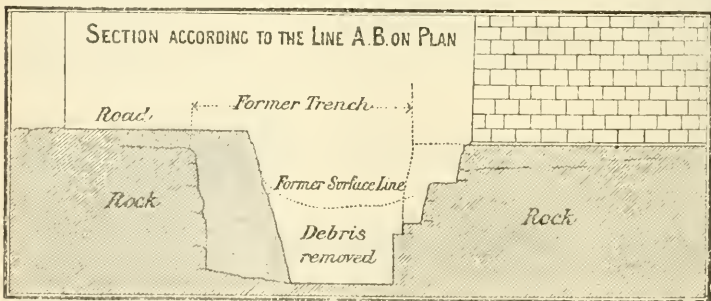 SECTION ACCORDING TO THE LINE A.B. ON PLAN
Former Trench
Road
Former Surface Line
Rock
Debris
removed
Rock